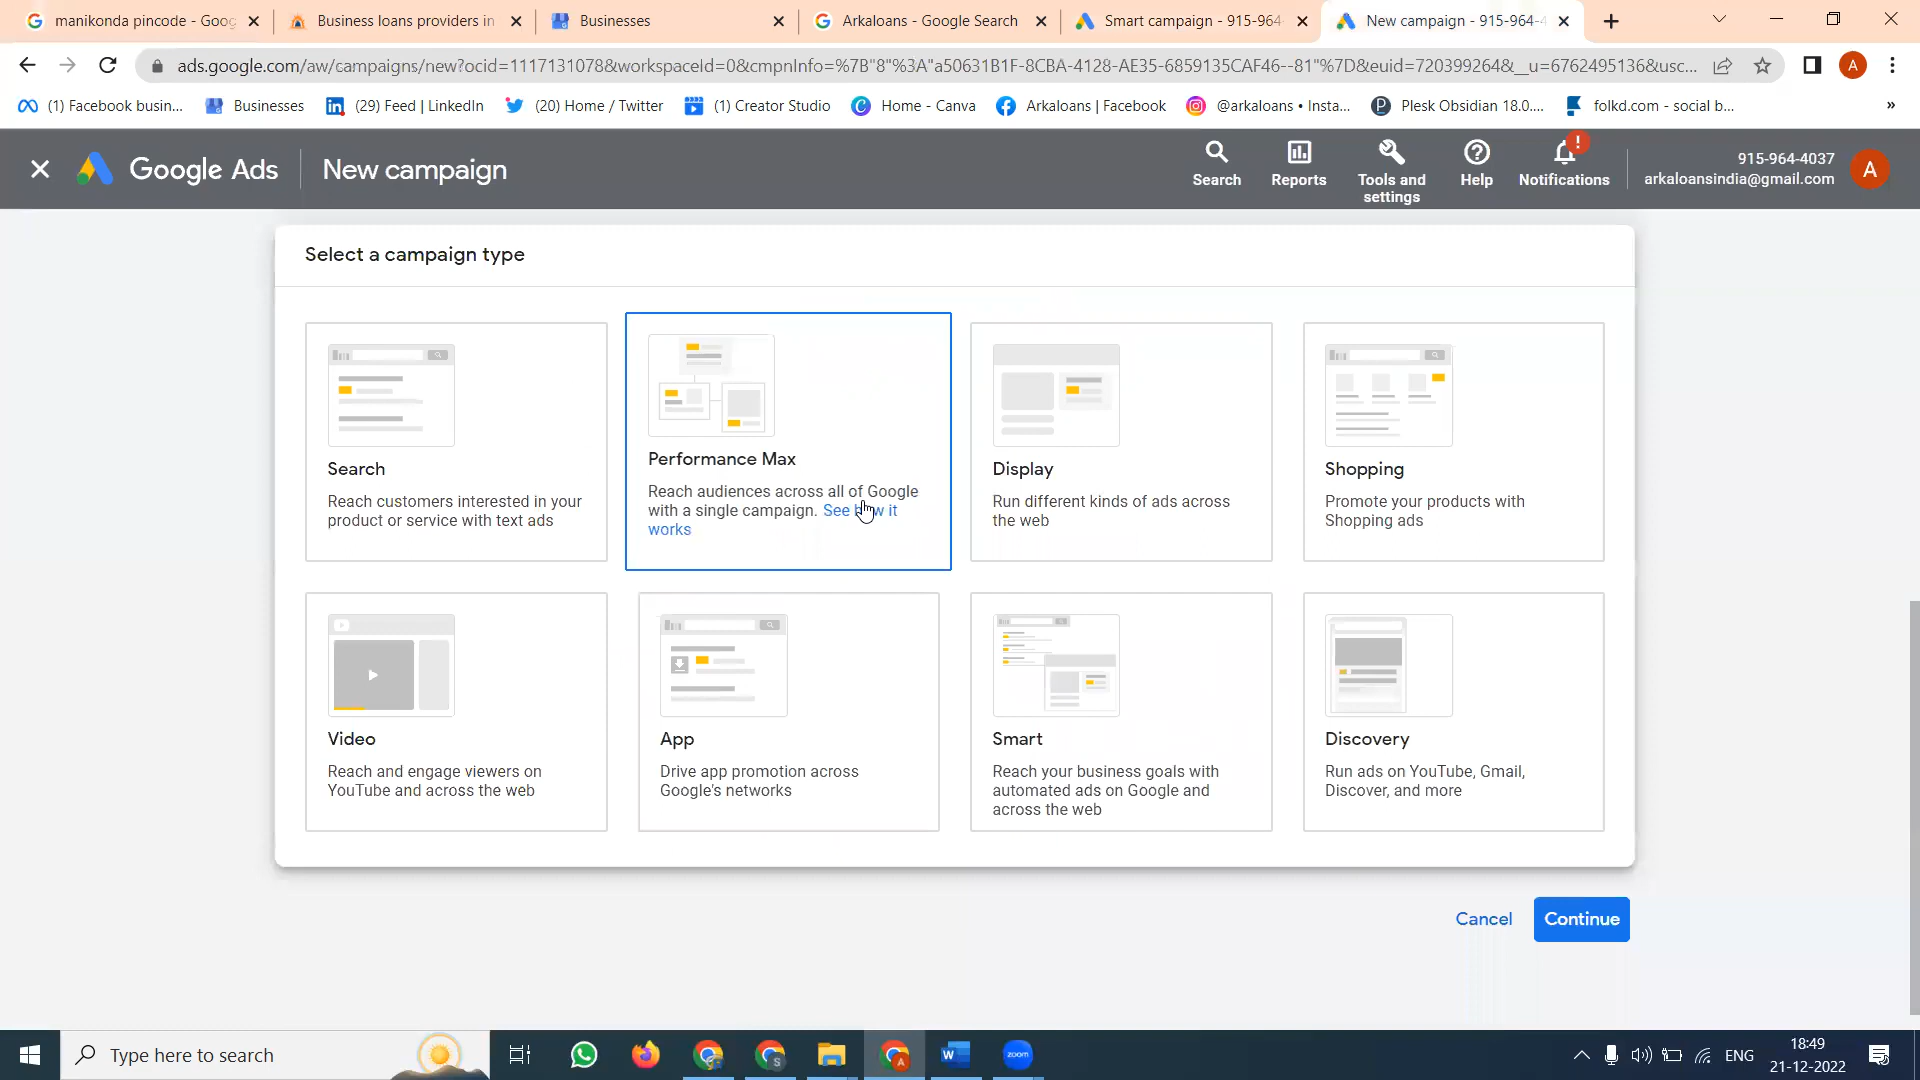 manikonda pincode - Goog
Business loans providers in
Businesses
Arkaloans - Google Search
Smart campaign - 915-964-
New campaign - 915-964-4
ads.google.com/aw/campaigns/new?ocid=1117131078&workspaceId=0&cmpnInfo=%7B"8"%3A"a50631B1F-8CBA-4128-AE35-6859135CAF46--81"%7D&euid=720399264&__u=6762495136&usc...
A
(1) Facebook busin...
Businesses
(29) Feed | LinkedIn
(20) Home / Twitter
(1) Creator Studio
Home - Canva
Arkaloans | Facebook
@arkaloans • Insta...
Plesk Obsidian 18.0....
folkd.com - social b...
»
Google Ads
New campaign
Search
Reports
Tools and
settings
Help
Notifications
915-964-4037
arkaloansindia@gmail.com
A
Select a campaign type
Search
Reach customers interested in your
product or service with text ads
Performance Max
Reach audiences across all of Google
with a single campaign. See how it
works
Display
Run different kinds of ads across
the web
Shopping
Promote your products with
Shopping ads
Video
Reach and engage viewers on
YouTube and across the web
App
Drive app promotion across
Google's networks
Smart
Reach your business goals with
automated ads on Google and
across the web
Discovery
Run ads on YouTube, Gmail,
Discover, and more
Cancel
Continue
Type here to search
zoom
ENG
18:49
21-12-2022